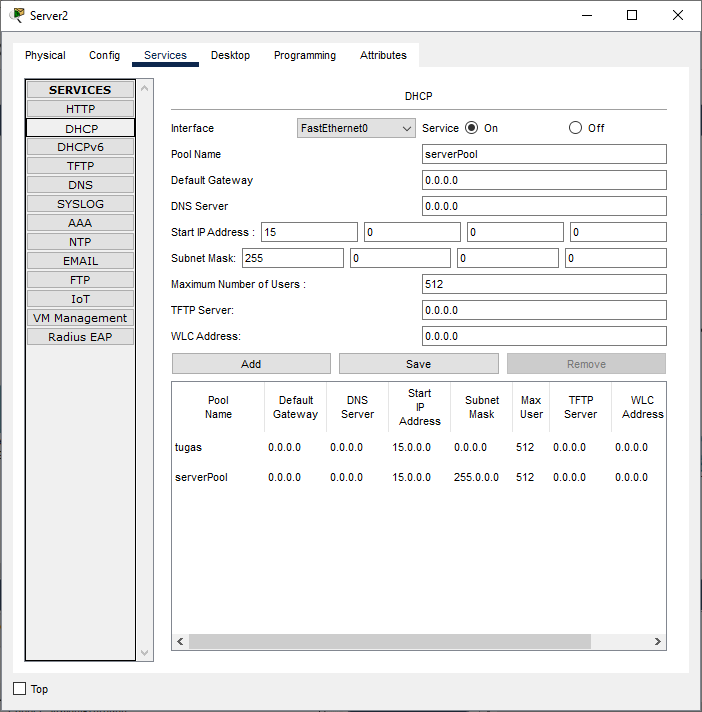 Server2
Physical Config Services Desktop Programming Attributes
SERVICES
HTTP
DHCP
DHCPv6
TFTP
DNS
SYSLOG
AAA
NTP
EMAIL
FTP
IoT
VM Management
Radius EAP
DHCP
Interface FastEthernet0 Service On Off
Pool Name serverPool
Default Gateway 0.0.0.0
DNS Server 0.0.0.0
Start IP Address : 15 0 0 0
Subnet Mask: 255 0 0 0
Maximum Number of Users : 512
TFTP Server: 0.0.0.0
WLC Address: 0.0.0.0
Add Save Remove
Pool Name Default Gateway DNS Server Start IP Address Subnet Mask Max User TFTP Server WLC Address
tugas 0.0.0.0 0.0.0.0 15.0.0.0 0.0.0.0 512 0.0.0.0 0.0.0.0
serverPool 0.0.0.0 0.0.0.0 15.0.0.0 255.0.0.0 512 0.0.0.0 0.0.0.0
Top